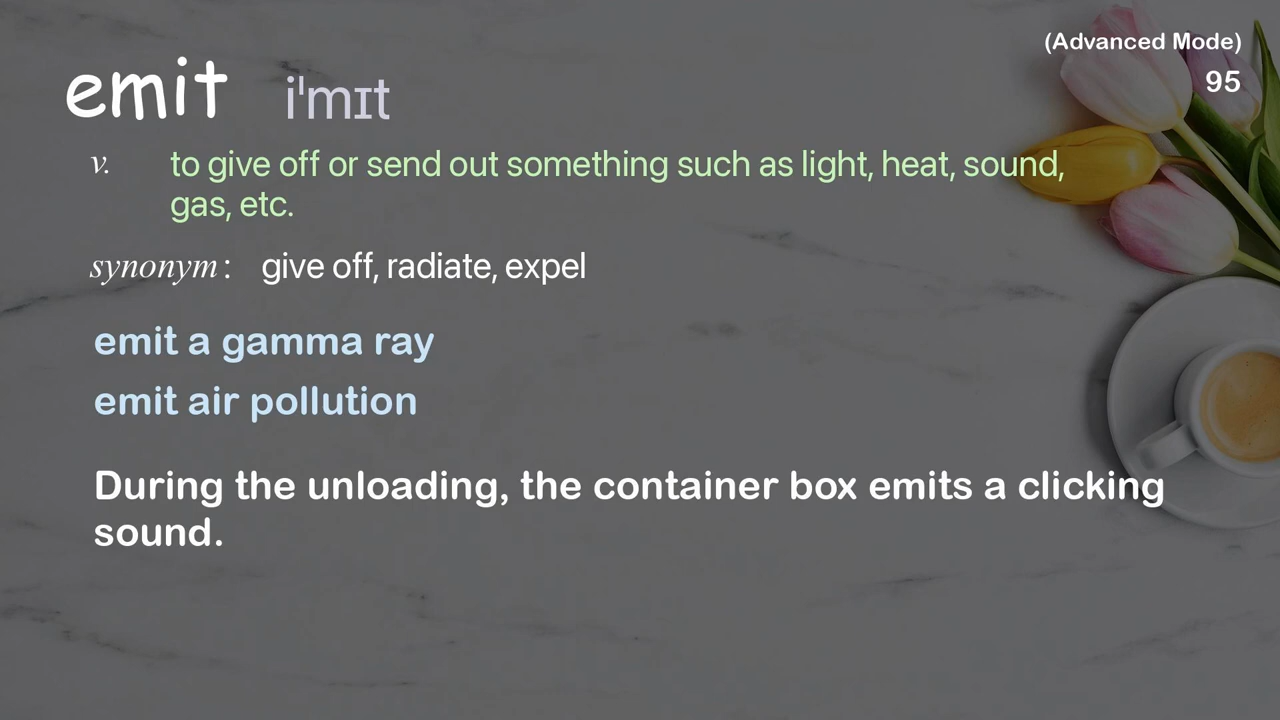 (Advanced Mode)
95
emit iˈmɪt
v. to give off or send out something such as light, heat, sound,
gas, etc.
synonym: give off, radiate, expel
emit a gamma ray
emit air pollution
During the unloading, the container box emits a clicking
sound.